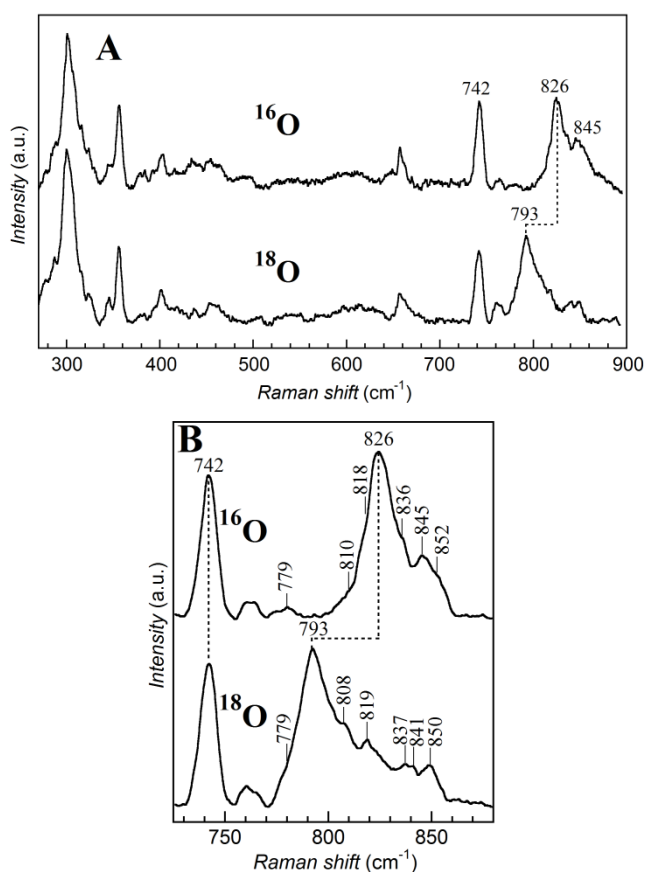 A
Intensity (a.u.)
16O
742
826
845
18O
793
300 400 500 600 700 800 900
Raman shift (cm-1)
B
Intensity (a.u.)
742
16O
779
810
818
826
836
845
852
18O
779
793
808
819
837
841
850
750 800 850
Raman shift (cm-1)